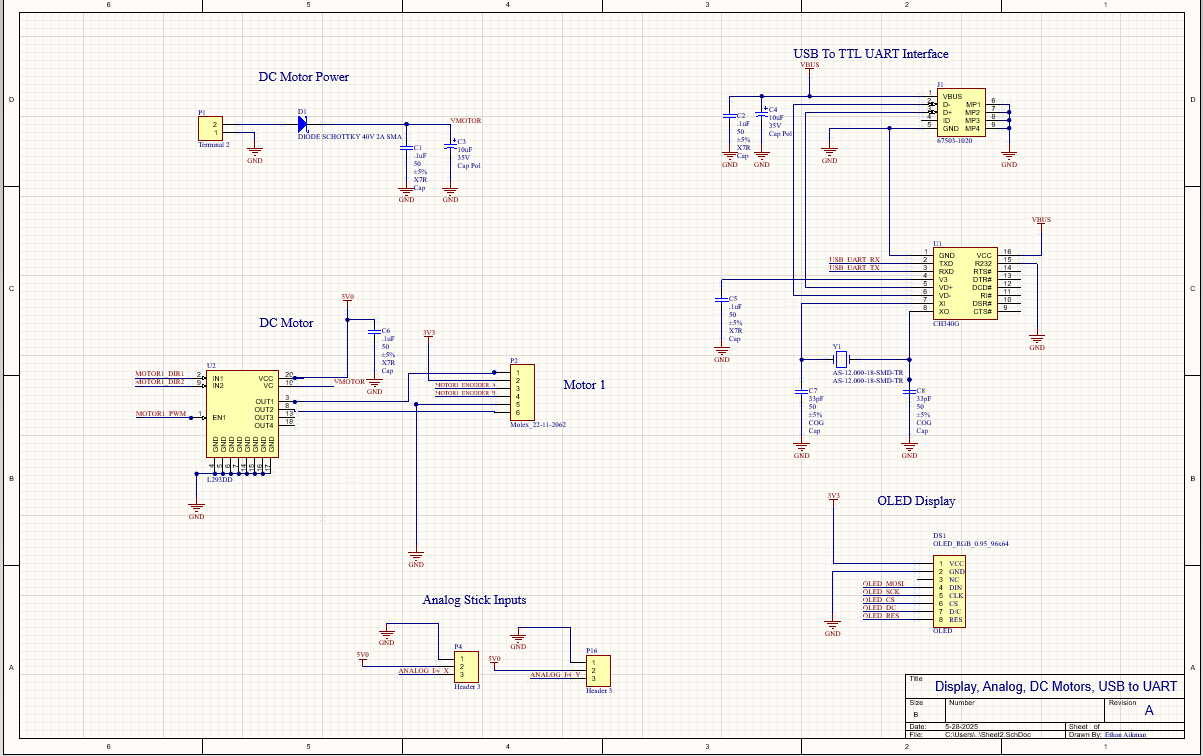 6 5 4 3 2 1
D
D
C
C
B
B
A
A
DC Motor Power
P1
2
1
Terminal 2
GND
D1
DIODE SCHOTTKY 40V 2A SMA
VMOTOR
C1
.1uF
50
±5%
X7R
Cap
GND
C3
10uF
35V
Cap Pol
GND
USB To TTL UART Interface
VBUS
C2
.1uF
50
±5%
X7R
Cap
GND
C4
10uF
35V
Cap Pol
GND
GND
J1
1 VBUS
2 D- MP1 6
3 D+ MP2 7
4 ID MP3 8
5 GND MP4 9
67503-1020
GND
VBUS
U1
1 GND VCC 16
USB_UART_RX 2 TXD R232 15
USB_UART_TX 3 RXD RTS# 14
4 V3 DTR# 13
5 VD+ DCD# 12
6 VD- RI# 11
7 XI DSR# 10
8 XO CTS# 9
CH340G
GND
C5
.1uF
50
±5%
X7R
Cap
GND
Y1
AS-12.000-18-SMD-TR
AS-12.000-18-SMD-TR
C7
33pF
50
±5%
COG
Cap
GND
C8
33pF
50
±5%
COG
Cap
GND
DC Motor
5V0
C6
.1uF
50
±5%
X7R
Cap
GND
3V3
U2
MOTOR1_DIR1 2 IN1 VCC 20
MOTOR1_DIR2 9 IN2 VC 10 VMOTOR
OUT1 3
OUT2 8
MOTOR1_PWM 1 EN1 OUT3 13
OUT4 18
GND GND GND GND GND GND GND GND
4 5 6 7 14 15 16 17
L293DD
GND
P2
1
2
MOTOR1_ENCODER_A 3
MOTOR1_ENCODER_B 4
5
6
Molex_22-11-2062
Motor 1
GND
OLED Display
3V3
DS1
OLED_RGB_0.95_96x64
1 VCC
2 GND
3 NC
OLED_MOSI 4 DIN
OLED_SCK 5 CLK
OLED_CS 6 CS
OLED_DC 7 D/C
OLED_RES 8 RES
OLED
GND
Analog Stick Inputs
GND
5V0
ANALOG_IN_X
P4
1
2
3
Header 3
GND
5V0
ANALOG_IN_Y
P16
1
2
3
Header 3
Title
Display, Analog, DC Motors, USB to UART
Size
B
Number
Revision
A
Date: 5-28-2025 Sheet of
File: C:\Users\..\Sheet2.SchDoc Drawn By: Ethan Aikman
6 5 4 3 2 1